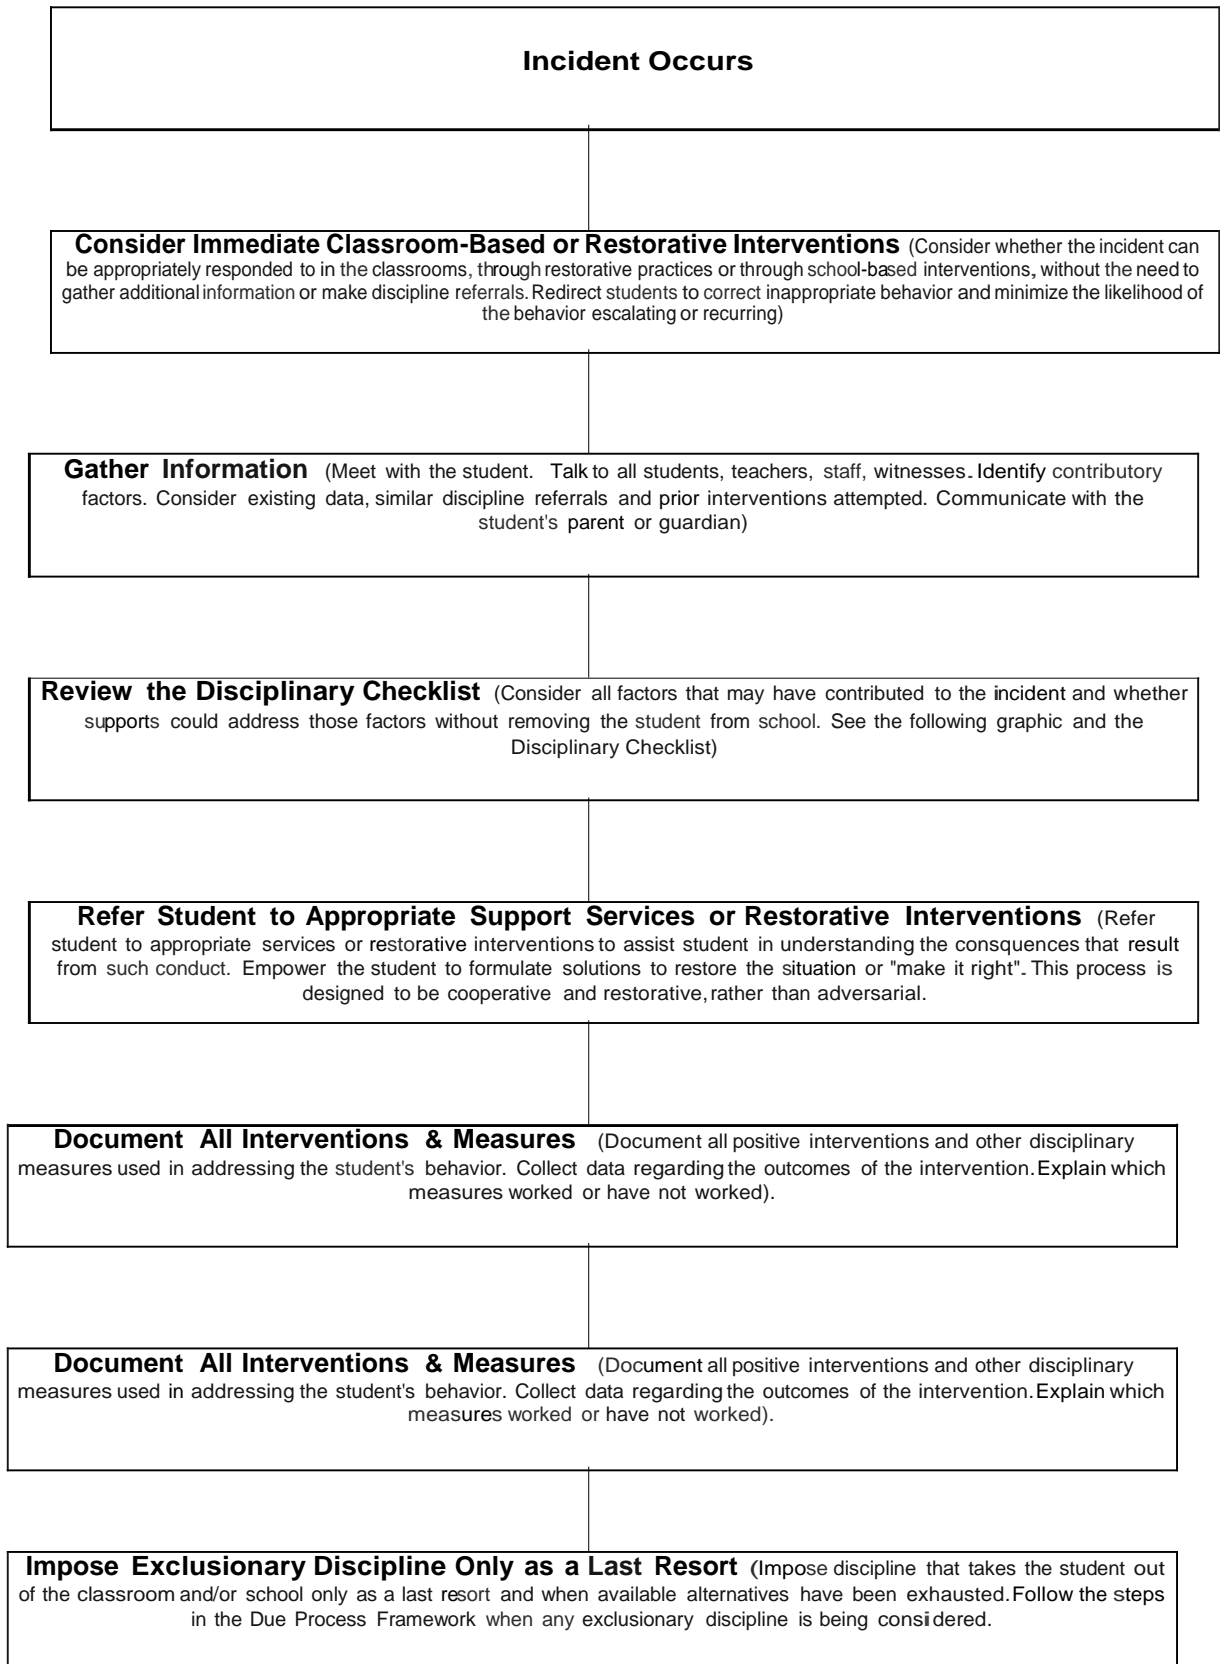 Incident Occurs
Consider Immediate Classroom-Based or Restorative Interventions (Consider whether the incident can
be appropriately responded to in the classrooms, through restorative practices or through school-based interventions, without the need to
gather additional information or make discipline referrals. Redirect students to correct inappropriate behavior and minimize the likelihood of
the behavior escalating or recurring)
Gather Information (Meet with the student. Talk to all students, teachers, staff, witnesses. Identify contributory
factors. Consider existing data, similar discipline referrals and prior interventions attempted. Communicate with the
student's parent or guardian)
Review the Disciplinary Checklist (Consider all factors that may have contributed to the incident and whether
supports could address those factors without removing the student from school. See the following graphic and the
Disciplinary Checklist)
Refer Student to Appropriate Support Services or Restorative Interventions (Refer
student to appropriate services or restorative interventions to assist student in understanding the consquences that result
from such conduct. Empower the student to formulate solutions to restore the situation or "make it right". This process is
designed to be cooperative and restorative, rather than adversarial.
Document All Interventions & Measures (Document all positive interventions and other disciplinary
measures used in addressing the student's behavior. Collect data regarding the outcomes of the intervention. Explain which
measures worked or have not worked).
Document All Interventions & Measures (Document all positive interventions and other disciplinary
measures used in addressing the student's behavior. Collect data regarding the outcomes of the intervention. Explain which
measures worked or have not worked).
Impose Exclusionary Discipline Only as a Last Resort (Impose discipline that takes the student out
of the classroom and/or school only as a last resort and when available alternatives have been exhausted. Follow the steps
in the Due Process Framework when any exclusionary discipline is being considered.